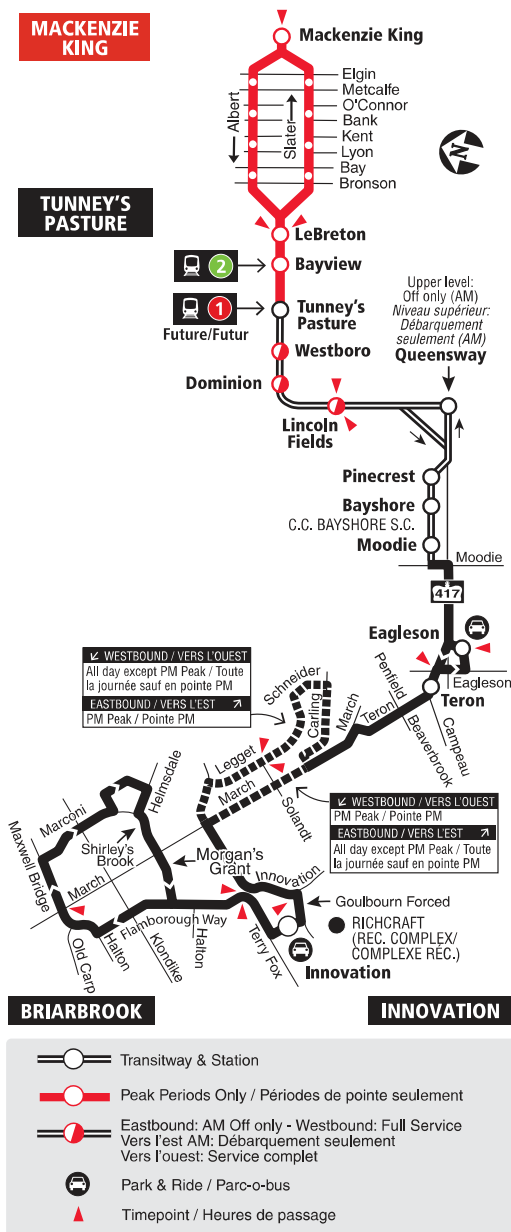 MACKENZIE
KING
Mackenzie King
Elgin
Metcalfe
O'Connor
Bank
Kent
Lyon
Bay
Bronson
Albert
Slater
N
TUNNEY'S
PASTURE
LeBreton
2
Bayview
1
Future/Futur
Tunney's
Pasture
Upper level:
Off only (AM)
Niveau supérieur:
Débarquement
seulement (AM)
Queensway
Westboro
Dominion
Lincoln
Fields
Pinecrest
Bayshore
C.C. BAYSHORE S.C.
Moodie
Moodie
417
Eagleson
Eagleson
Teron
WESTBOUND / VERS L'OUEST
All day except PM Peak / Toute
la journée sauf en pointe PM
EASTBOUND / VERS L'EST
PM Peak / Pointe PM
Schneider
Carling
March
Teron
Penfield
Beaverbrook
Campeau
Legget
March
Solandt
WESTBOUND / VERS L'OUEST
PM Peak / Pointe PM
EASTBOUND / VERS L'EST
All day except PM Peak / Toute
la journée sauf en pointe PM
Helmsdale
Marconi
Shirley's
Brook
Maxwell Bridge
March
Morgan's
Grant
Innovation
Goulbourn Forced
RICHCRAFT
(REC. COMPLEX/
COMPLEXE RÉC.)
Flamborough Way
Old Carp
Halton
Klondike
Halton
Terry Fox
Innovation
BRIARBROOK
INNOVATION
Transitway & Station
Peak Periods Only / Périodes de pointe seulement
Eastbound: AM Off only - Westbound: Full Service
Vers l'est AM: Débarquement seulement
Vers l'ouest: Service complet
Park & Ride / Parc-o-bus
Timepoint / Heures de passage